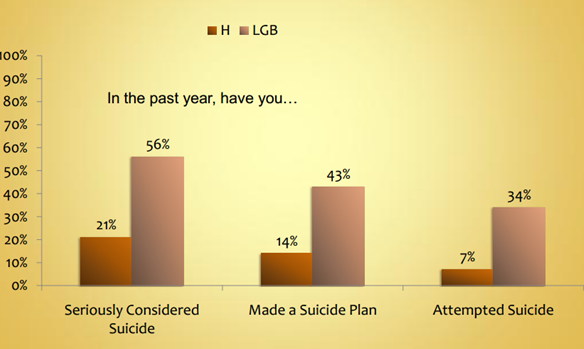 H LGB
100%
90%
80%
70%
60%
50%
40%
30%
20%
10%
0%
In the past year, have you…
21% 56%
14% 43%
7% 34%
Seriously Considered
Suicide
Made a Suicide Plan
Attempted Suicide